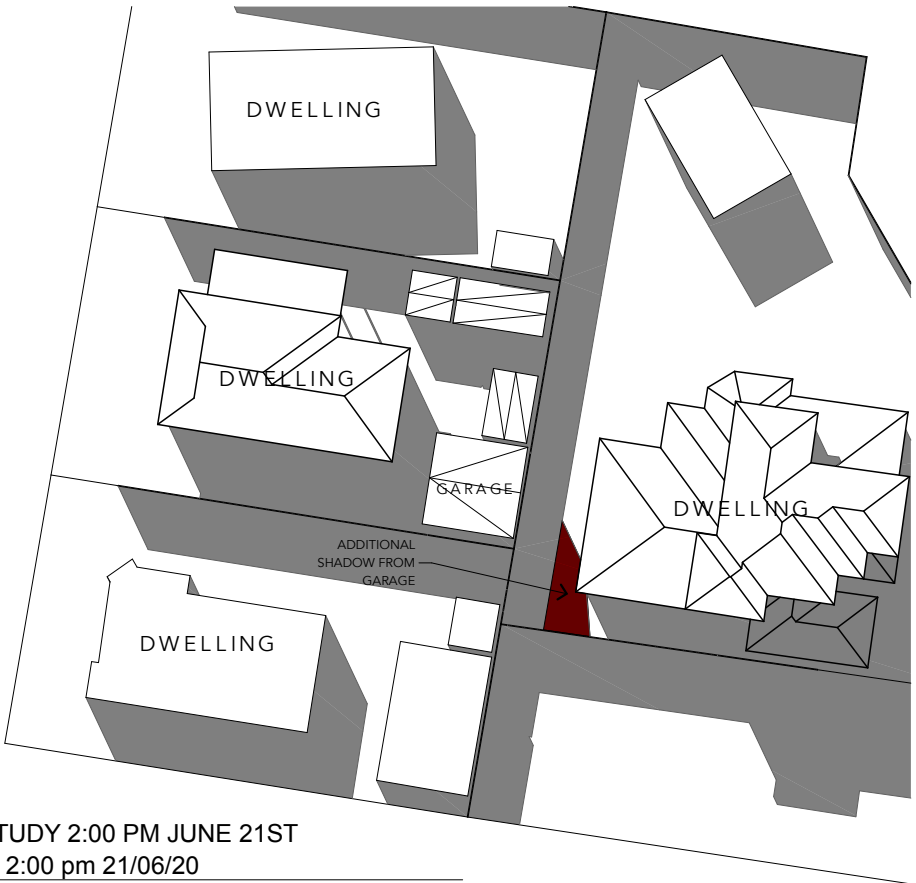 DWELLING
DWELLING
GARAGE
DWELLING
ADDITIONAL
SHADOW FROM
GARAGE
DWELLING
TUDY 2:00 PM JUNE 21ST
2:00 pm 21/06/20